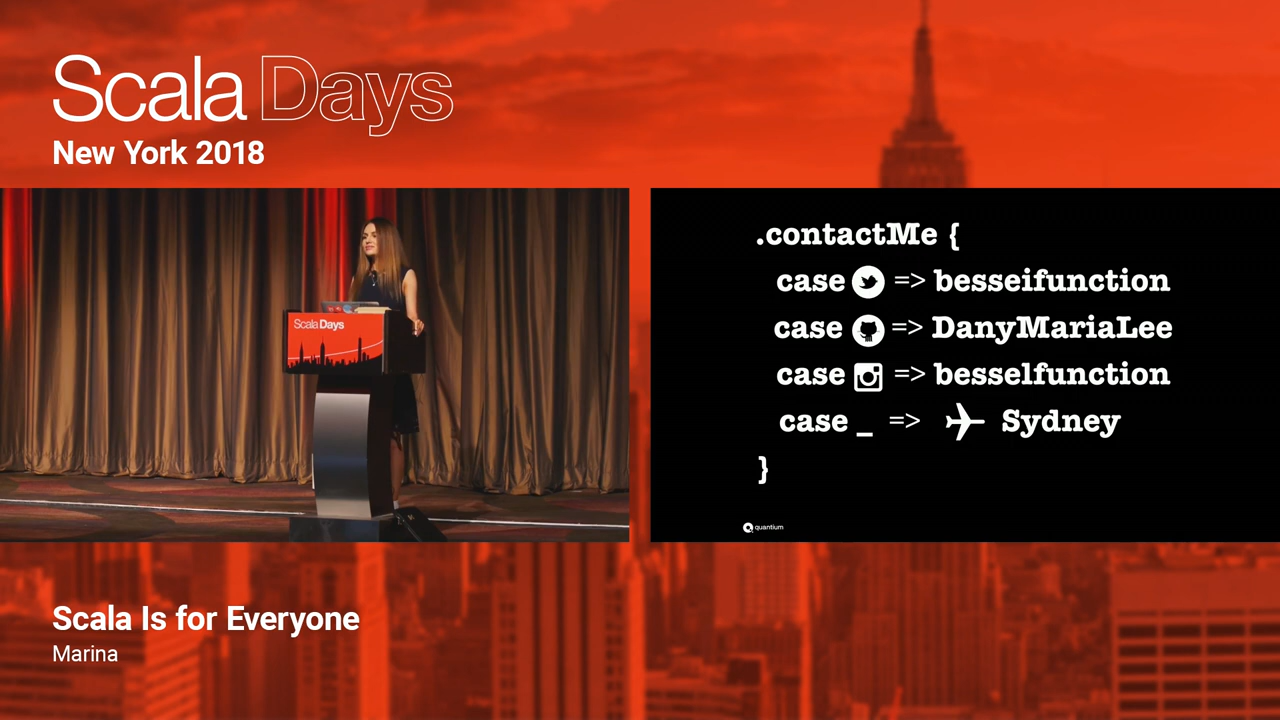 Scala Days
New York 2018
Scala Days
.contactMe {
case => besseifunction
case => DanyMariaLee
case => besselfunction
case _ => Sydney
}
quantium
Scala Is for Everyone
Marina